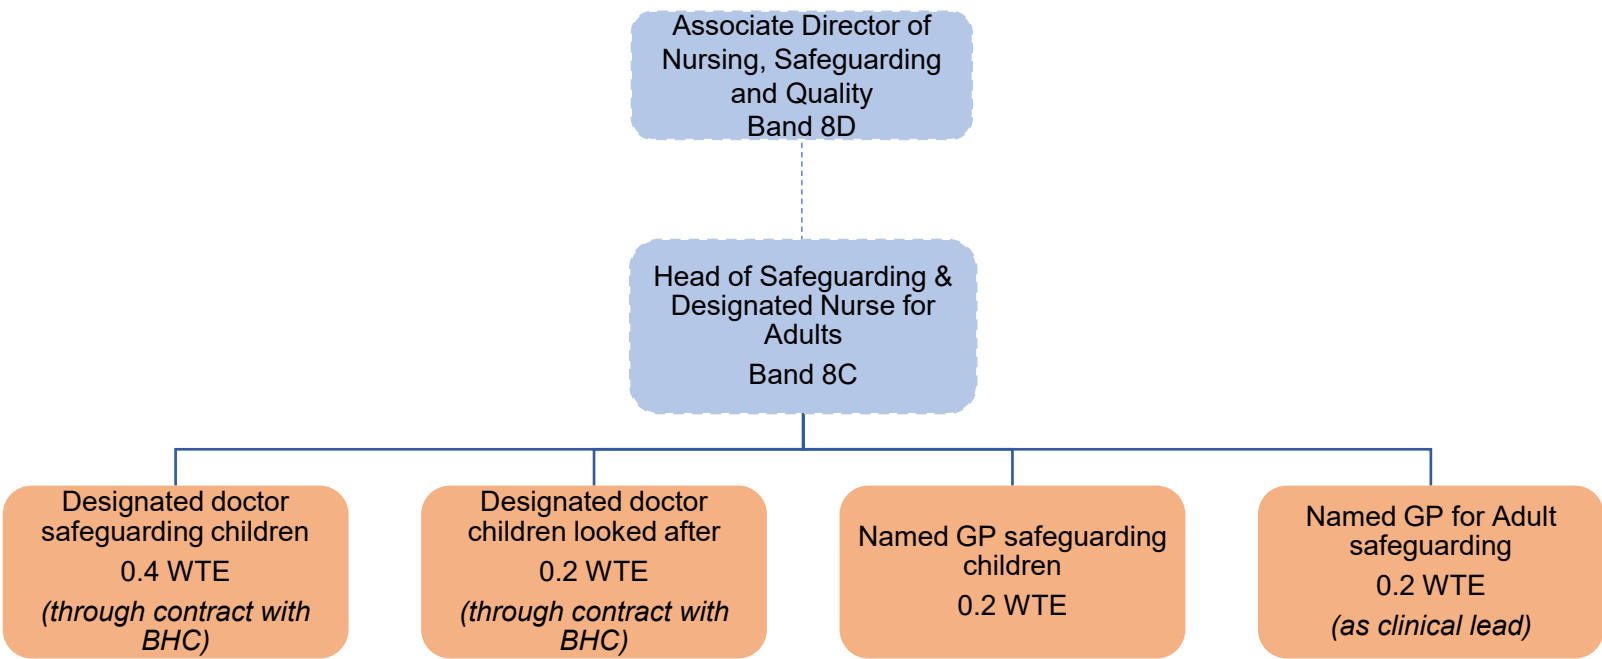 Associate Director of
Nursing, Safeguarding
and Quality
Band 8D
Head of Safeguarding &
Designated Nurse for
Adults
Band 8C
Designated doctor
safeguarding children
0.4 WTE
(through contract with
BHC)
Designated doctor
children looked after
0.2 WTE
(through contract with
BHC)
Named GP safeguarding
children
0.2 WTE
Named GP for Adult
safeguarding
0.2 WTE
(as clinical lead)